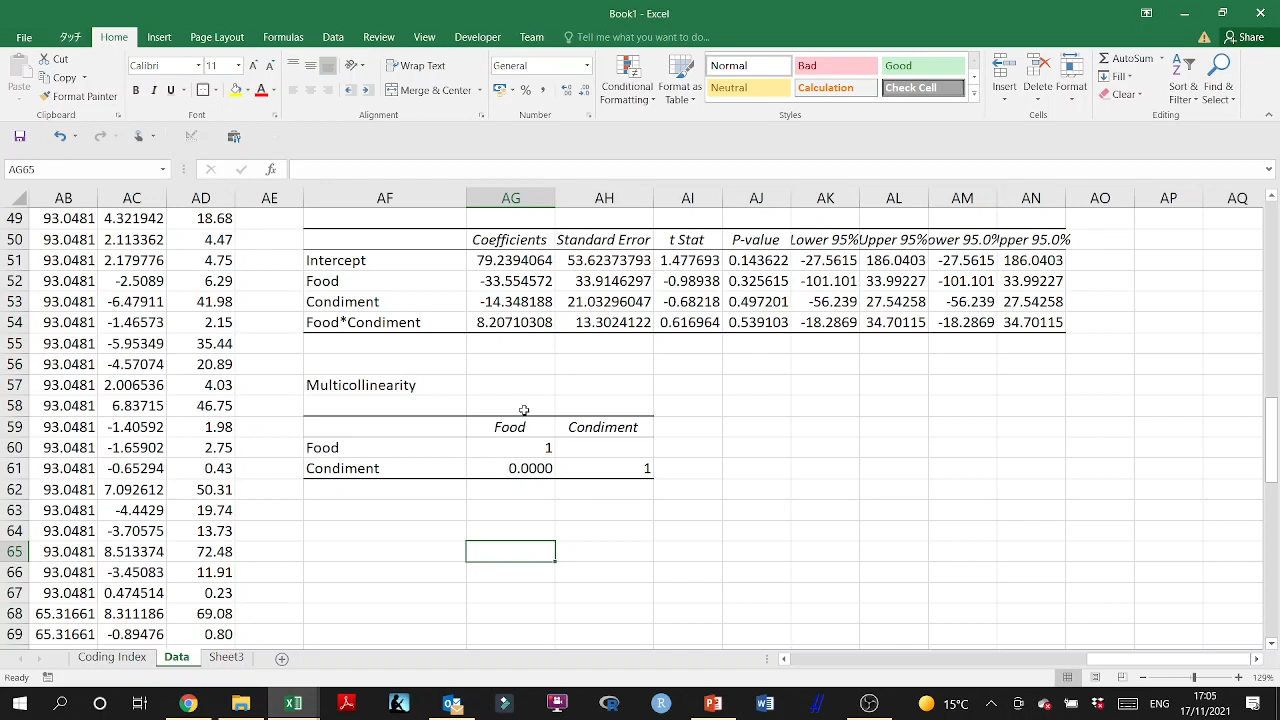 Book1 - Excel
File タッチ Home Insert Page Layout Formulas Data Review View Developer Team Tell me what you want to do... Share
Paste Cut Copy Format Painter Clipboard
Calibri 11 B I U A Font
Wrap Text Merge & Center Alignment
General % Number
Conditional Formatting Format as Table Normal Bad Good Neutral Calculation Check Cell Styles
Insert Delete Format Cells
AutoSum Fill Clear Sort & Filter Find & Select Editing
AG65 fx
AB AC AD AE AF AG AH AI AJ AK AL AM AN AO AP AQ
49 93.0481 4.321942 18.68
50 93.0481 2.113362 4.47 Coefficients Standard Error t Stat P-value Lower 95% Upper 95% ower 95.0% pper 95.0%
51 93.0481 2.179776 4.75 Intercept 79.2394064 53.62373793 1.477693 0.143622 -27.5615 186.0403 -27.5615 186.0403
52 93.0481 -2.5089 6.29 Food -33.554572 33.9146297 -0.98938 0.325615 -101.101 33.99227 -101.101 33.99227
53 93.0481 -6.47911 41.98 Condiment -14.348188 21.03296047 -0.68218 0.497201 -56.239 27.54258 -56.239 27.54258
54 93.0481 -1.46573 2.15 Food*Condiment 8.20710308 13.3024122 0.616964 0.539103 -18.2869 34.70115 -18.2869 34.70115
55 93.0481 -5.95349 35.44
56 93.0481 -4.57074 20.89
57 93.0481 2.006536 4.03 Multicollinearity
58 93.0481 6.83715 46.75
59 93.0481 -1.40592 1.98 Food Condiment
60 93.0481 -1.65902 2.75 Food 1
61 93.0481 -0.65294 0.43 Condiment 0.0000 1
62 93.0481 7.092612 50.31
63 93.0481 -4.4429 19.74
64 93.0481 -3.70575 13.73
65 93.0481 8.513374 72.48
66 93.0481 -3.45083 11.91
67 93.0481 0.474514 0.23
68 65.31661 8.311186 69.08
69 65.31661 -0.89476 0.80
Coding Index Data Sheet3
Ready 129%
15°C 17:05
17/11/2021